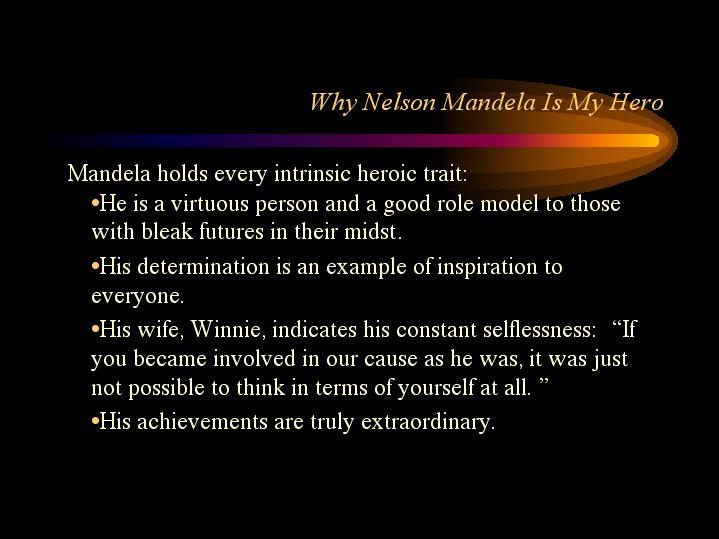 Why Nelson Mandela Is My Hero
Mandela holds every intrinsic heroic trait:
•He is a virtuous person and a good role model to those
with bleak futures in their midst.
•His determination is an example of inspiration to
everyone.
•His wife, Winnie, indicates his constant selflessness: “If
you became involved in our cause as he was, it was just
not possible to think in terms of yourself at all. ”
•His achievements are truly extraordinary.